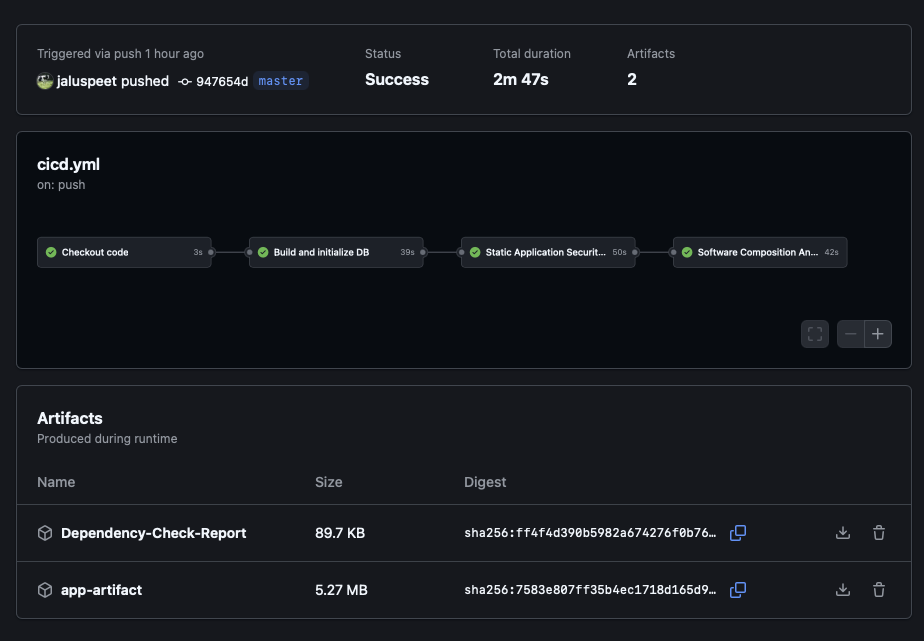 Triggered via push 1 hour ago
jaluspeet pushed 947654d master
Status
Success
Total duration
2m 47s
Artifacts
2
cicd.yml
on: push
Checkout code 3s
Build and initialize DB 39s
Static Application Securit... 50s
Software Composition An... 42s
Artifacts
Produced during runtime
Name Size Digest
Dependency-Check-Report 89.7 KB sha256:ff4f4d390b5982a674276f0b76…
app-artifact 5.27 MB sha256:7583e807ff35b4ec1718d165d9…